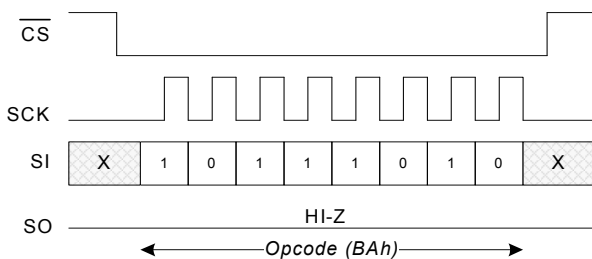 CS
SCK
SI X 1 0 1 1 1 0 1 0 X
SO HI-Z
Opcode (BAh)